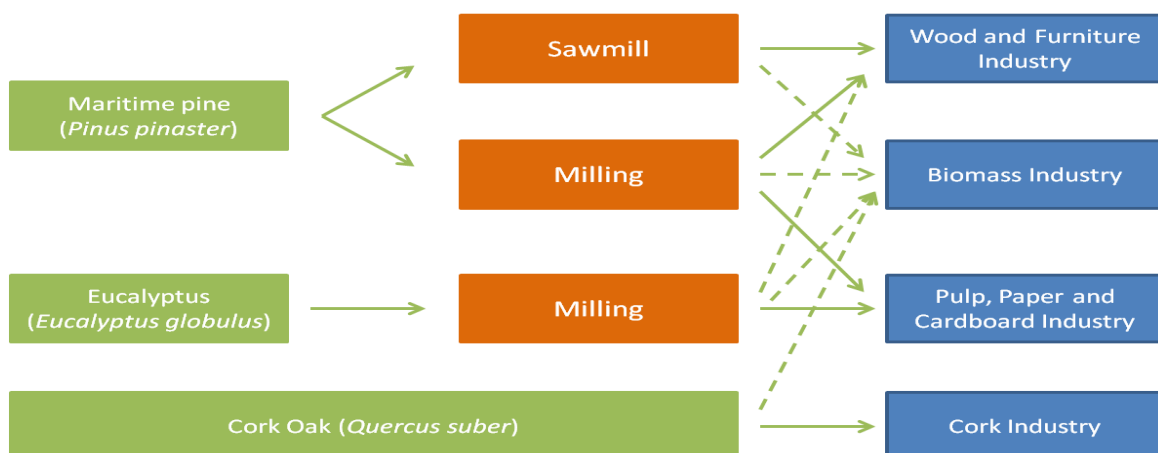 Sawmill
Wood and Furniture
Industry
Maritime pine
(Pinus pinaster)
Milling
Biomass Industry
Eucalyptus
(Eucalyptus globulus)
Milling
Pulp, Paper and
Cardboard Industry
Cork Oak (Quercus suber)
Cork Industry